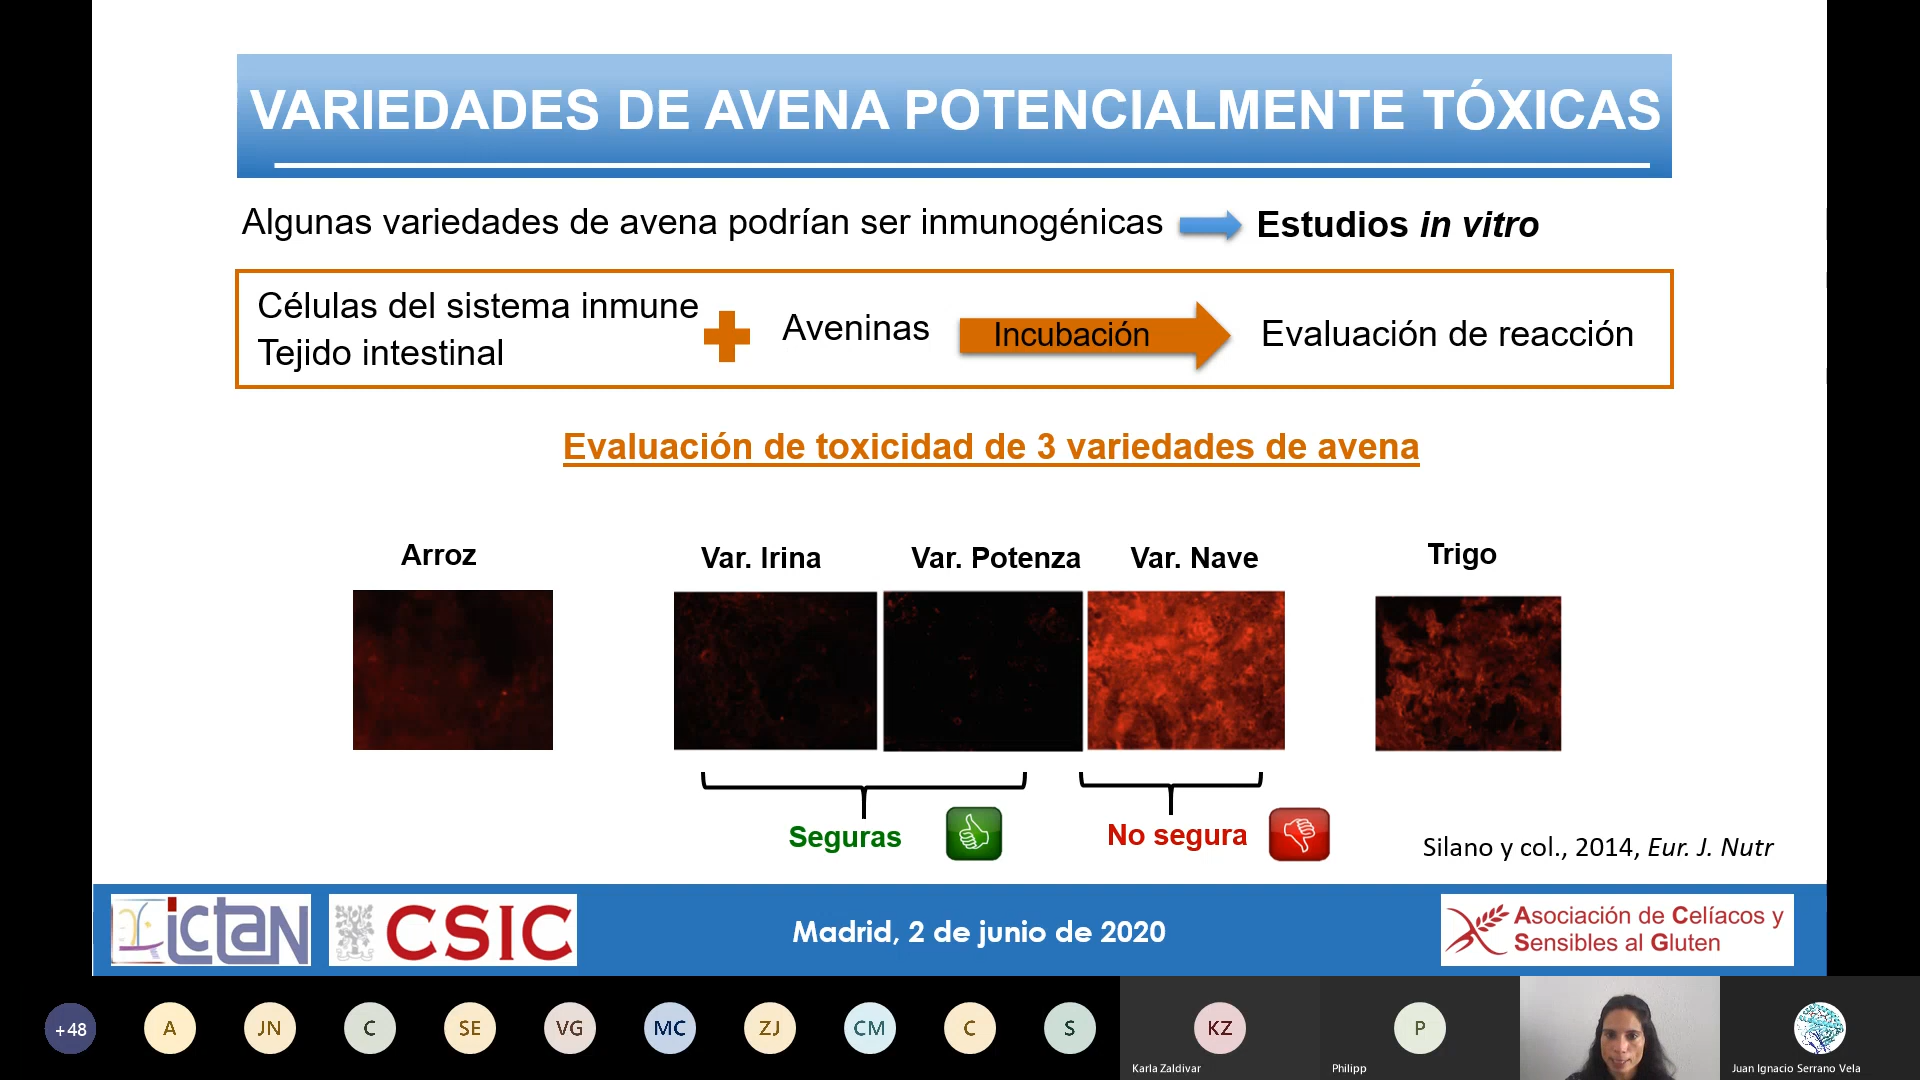 VARIEDADES DE AVENA POTENCIALMENTE TÓXICAS
Algunas variedades de avena podrían ser inmunogénicas
Estudios in vitro
Células del sistema inmune
Tejido intestinal
Aveninas
Incubación
Evaluación de reacción
Evaluación de toxicidad de 3 variedades de avena
Arroz
Var. Irina
Var. Potenza
Var. Nave
Trigo
Seguras
No segura
Silano y col., 2014, Eur. J. Nutr
ictan
CSIC
Madrid, 2 de junio de 2020
Asociación de Celíacos y
Sensibles al Gluten
+48
A
JN
C
SE
VG
MC
ZJ
CM
C
S
KZ
P
Karla Zaldivar
Philipp
Juan Ignacio Serrano Vela